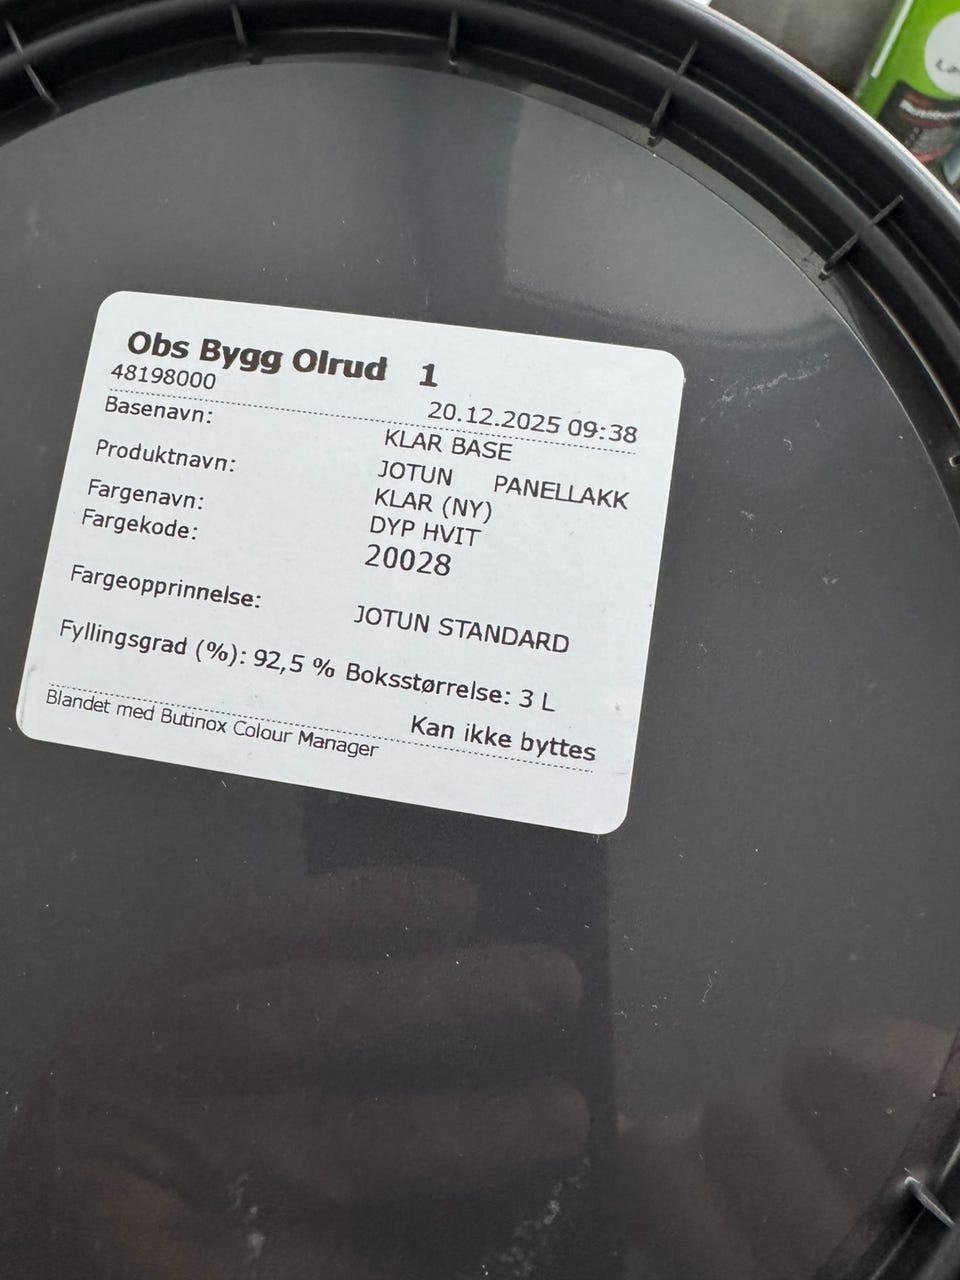 Obs Bygg Olrud 1
48198000 20.12.2025 09:38
Basenavn: KLAR BASE
Produktnavn: JOTUN PANELLAKK
KLAR (NY)
Fargenavn: DYP HVIT
Fargekode: 20028
Fargeopprinnelse: JOTUN STANDARD
Fyllingsgrad (%): 92,5 % Boksstørrelse: 3 L
Kan ikke byttes
Blandet med Butinox Colour Manager